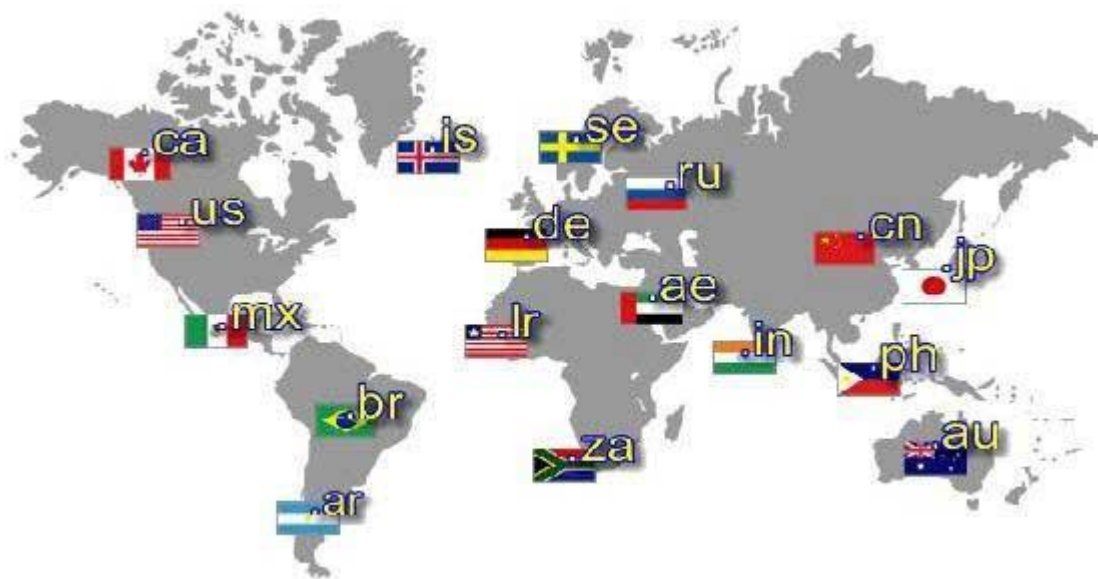 .ca
.is
.se
.ru
.us
.de
.cn
.jp
.mx
.lr
.ae
.in
.ph
.br
.za
.au
.ar